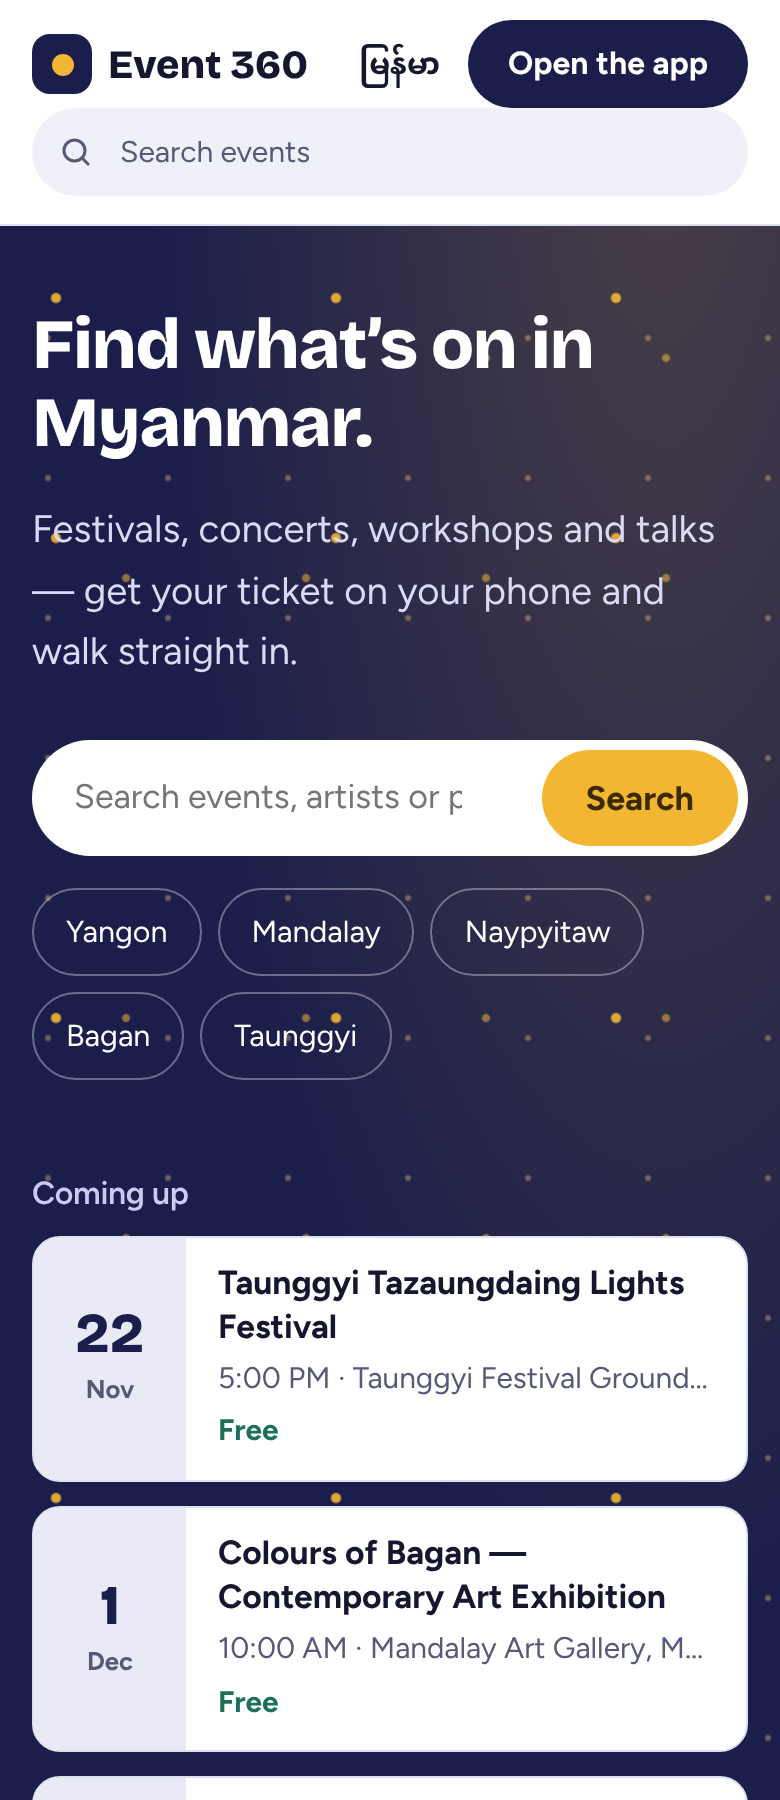 Event 360
မြန်မာ
Open the app
Search events
Find what's on in
Myanmar.
Festivals, concerts, workshops and talks
— get your ticket on your phone and
walk straight in.
Search events, artists or p
Search
Yangon
Mandalay
Naypyitaw
Bagan
Taunggyi
Coming up
22
Nov
Taunggyi Tazaungdaing Lights
Festival
5:00 PM · Taunggyi Festival Ground...
Free
1
Dec
Colours of Bagan —
Contemporary Art Exhibition
10:00 AM · Mandalay Art Gallery, M...
Free